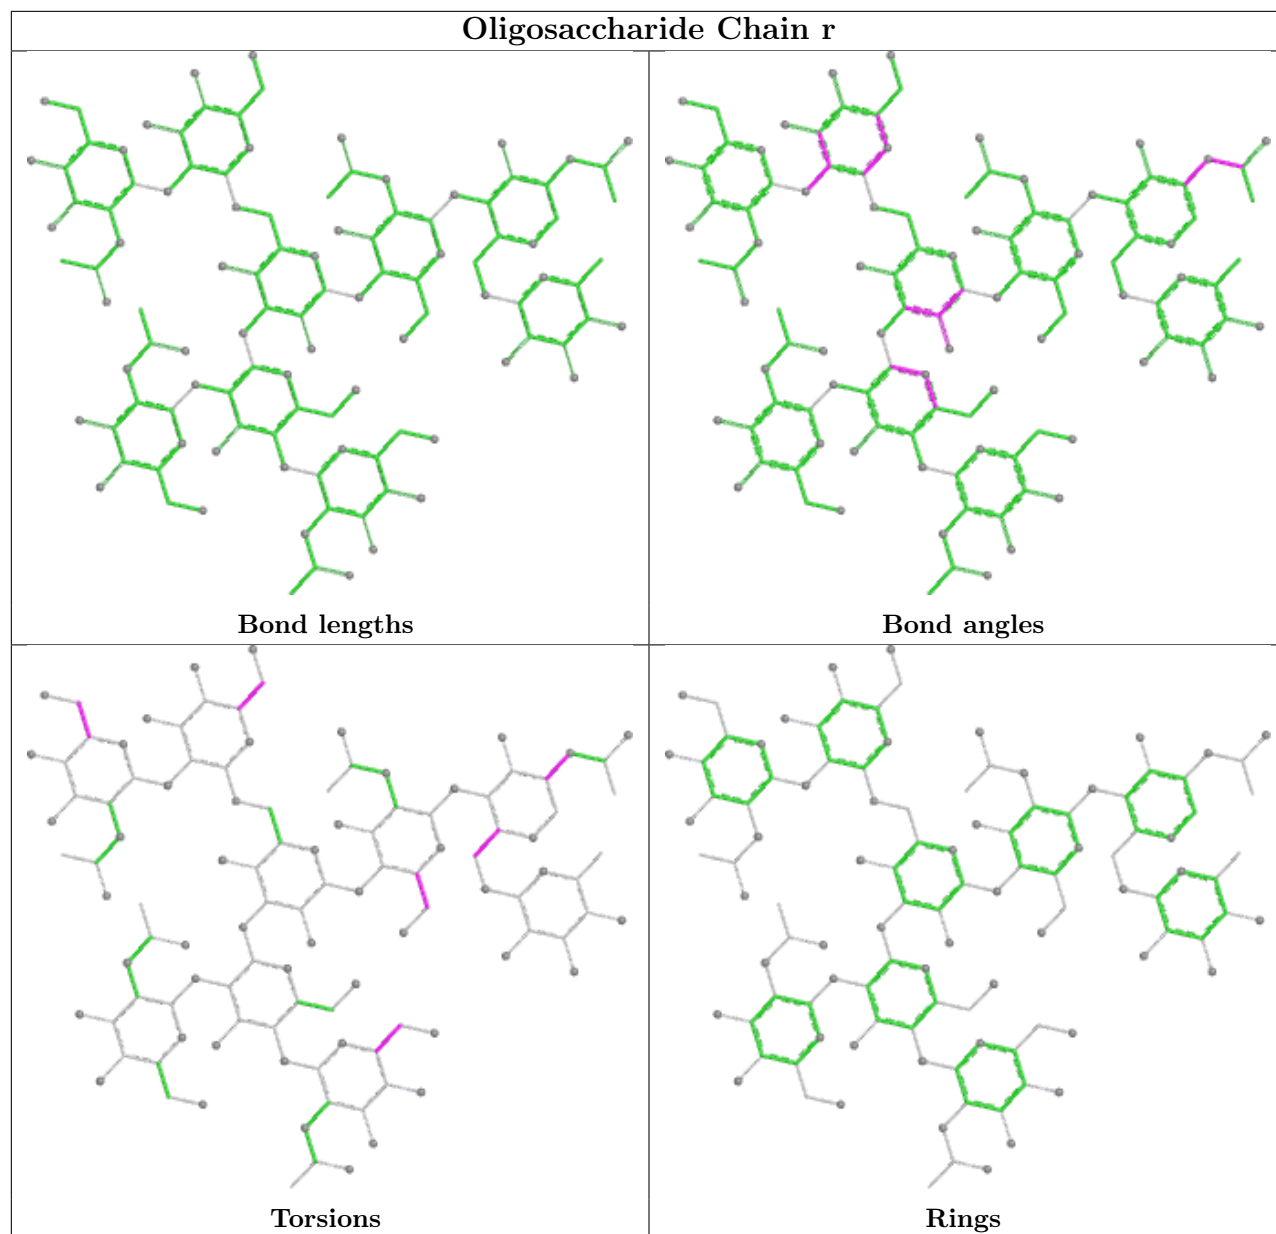 Oligosaccharide Chain r
Bond lengths
Bond angles
Torsions
Rings